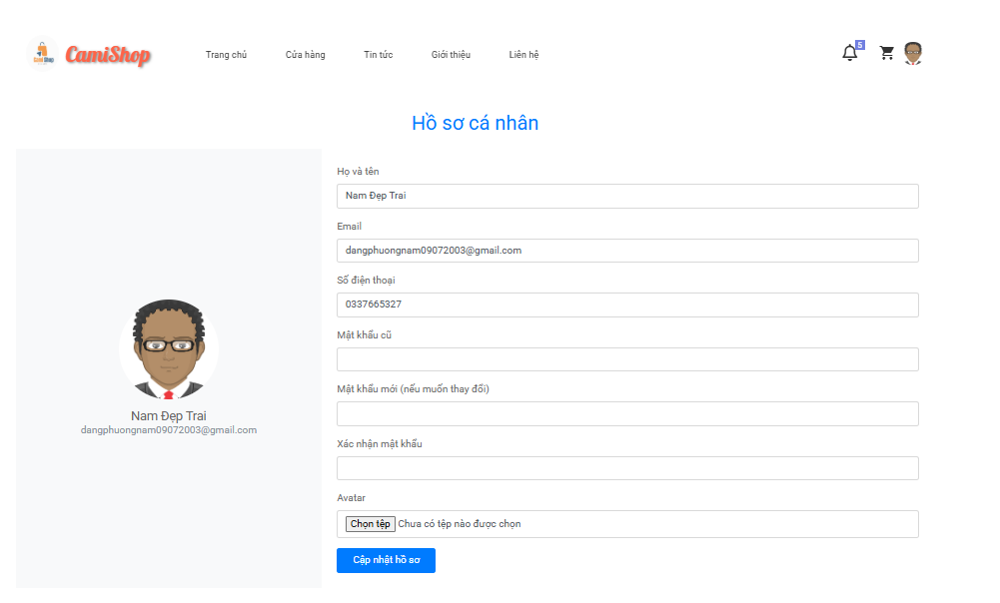 CamiShop
Trang chủ
Cửa hàng
Tin tức
Giới thiệu
Liên hệ
5
Hồ sơ cá nhân
Nam Đẹp Trai
dangphuongnam09072003@gmail.com
Họ và tên
Nam Đẹp Trai
Email
dangphuongnam09072003@gmail.com
Số điện thoại
0337665327
Mật khẩu cũ
Mật khẩu mới (nếu muốn thay đổi)
Xác nhận mật khẩu
Avatar
Chọn tệp Chưa có tệp nào được chọn
Cập nhật hồ sơ